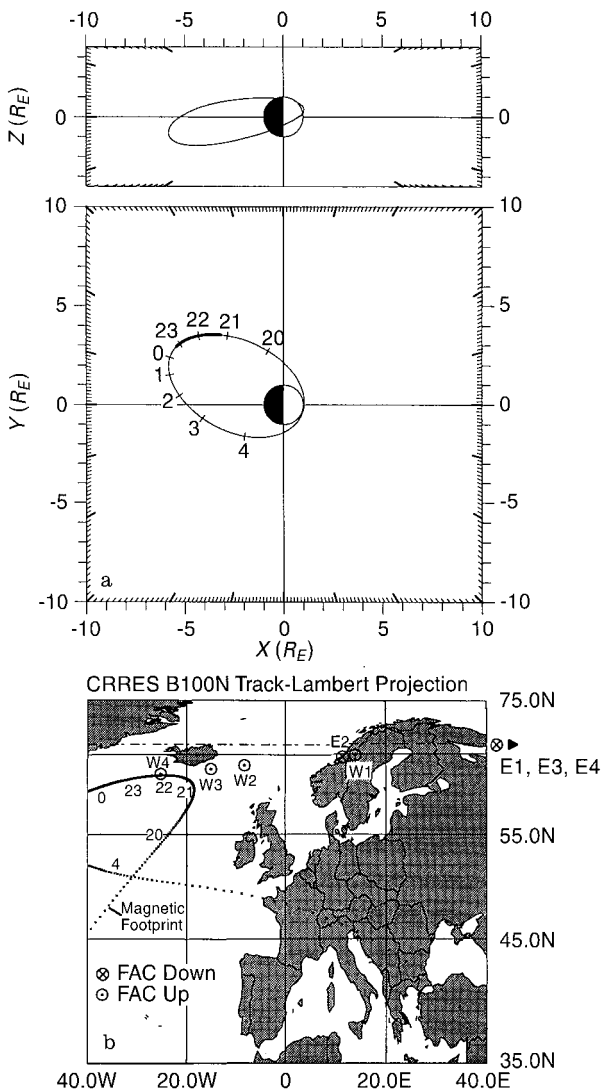 -10 -5 0 5 10
Z (R_E)
0 0
10 10
5 5
23 22 21
20
0
1
2
3
4
Y (R_E)
0 0
-5 -5
a
-10 -10
-10 -5 0 5 10
X (R_E)
CRRES B100N Track-Lambert Projection
75.0N
E2
W4
W3 W2
W1
E1, E3, E4
0 23 22 21
20
55.0N
4
Magnetic
Footprint
45.0N
⊗ FAC Down
⊙ FAC Up
b
35.0N
40.0W 20.0W 0 20.0E 40.0E